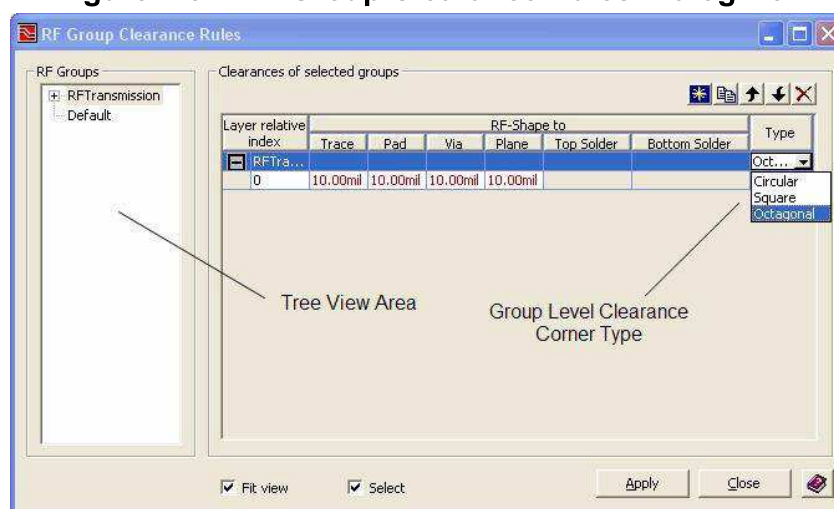 RF Group Clearance Rules
RF Groups
RFTransmission
Default
Clearances of selected groups
Layer relative index
RF-Shape to
Type
Trace Pad Via Plane Top Solder Bottom Solder
RFTra... Oct...
0 10.00mil 10.00mil 10.00mil 10.00mil
Circular
Square
Octagonal
Tree View Area
Group Level Clearance
Corner Type
Fit view Select Apply Close